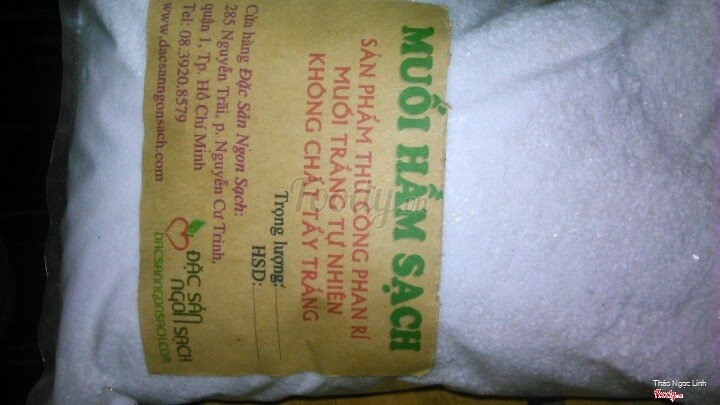 MUỐI HẦM SẠCH
SẢN PHẨM THỦ CÔNG PHAN RÍ
MUỐI TRẮNG TỰ NHIÊN
KHÔNG CHẤT TẨY TRẮNG
Trọng lượng:
HSD:
Cửa hàng Đặc Sản Ngon Sạch:
285 Nguyễn Trãi, p. Nguyễn Cư Trinh,
quận 1, Tp. Hồ Chí Minh
Tel: 08.3920.8579
www.dacsanngonsach.com
ĐẶC SẢN
NGON SẠCH
DACSANNGONSACH.COM
Foody.vn
Thảo Ngọc Linh
Foody.vn